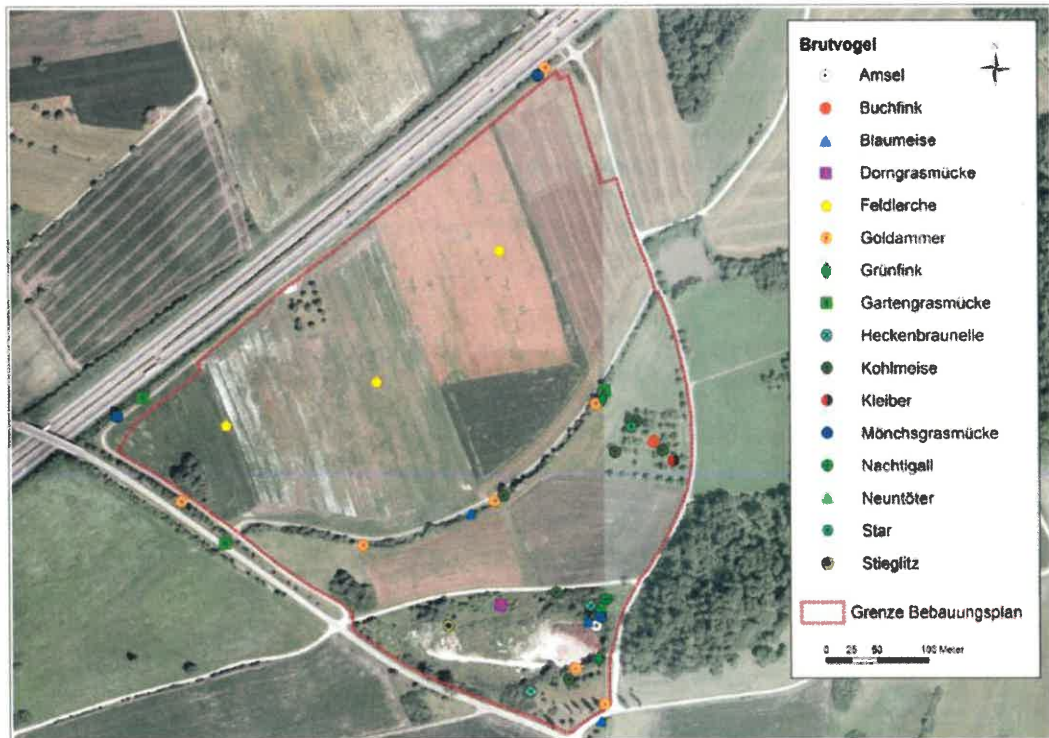 Brutvogel
N
Amsel
Buchfink
Blaumeise
Dorngrasmücke
Feldlerche
Goldammer
Grünfink
Gartengrasmücke
Heckenbraunelle
Kohlmeise
Kleiber
Mönchsgrasmücke
Nachtigall
Neuntöter
Star
Stieglitz
Grenze Bebauungsplan
0 25 50 100 Meter